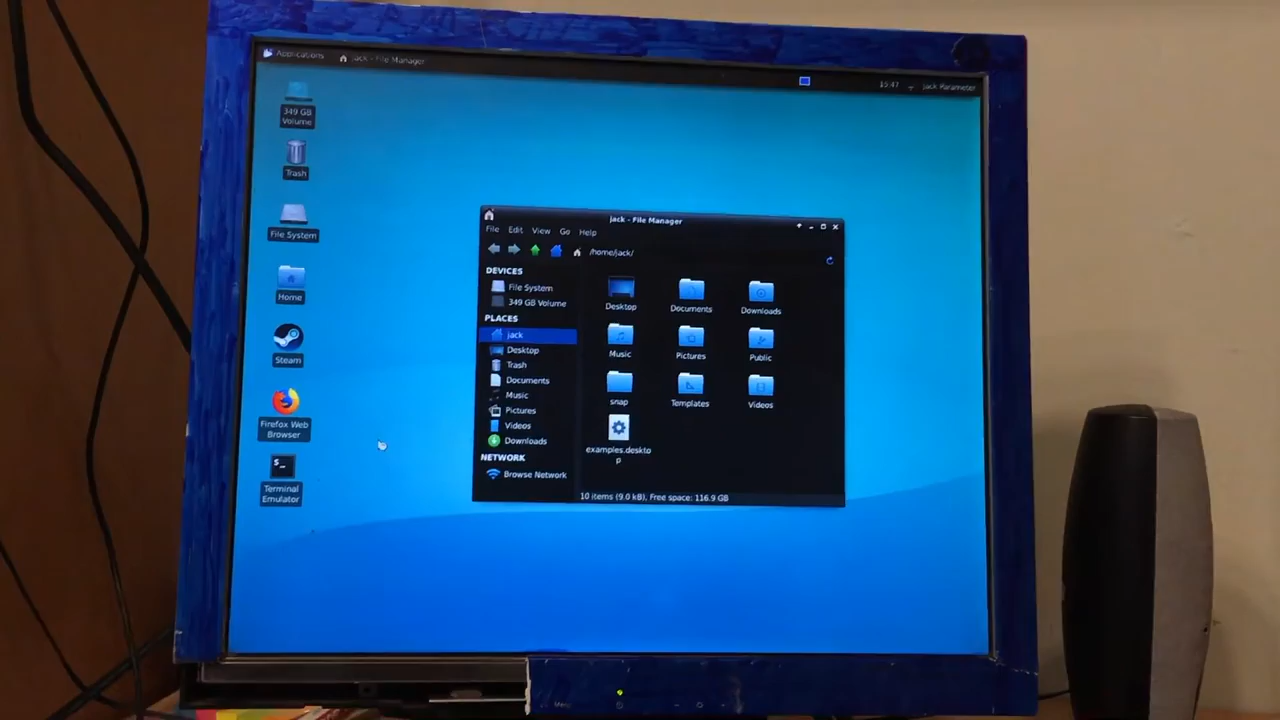 Applications
jack - File Manager
15:47
Jack Parameter
349 GB
Volume
Trash
File System
Home
Steam
Firefox Web
Browser
$_
Terminal
Emulator
jack - File Manager
File Edit View Go Help
/home/jack/
DEVICES
File System
349 GB Volume
PLACES
jack
Desktop
Trash
Documents
Music
Pictures
Videos
Downloads
NETWORK
Browse Network
Desktop
Documents
Downloads
Music
Pictures
Public
snap
Templates
Videos
examples.deskto
p
10 items (9.0 kB), Free space: 116.9 GB
Menu